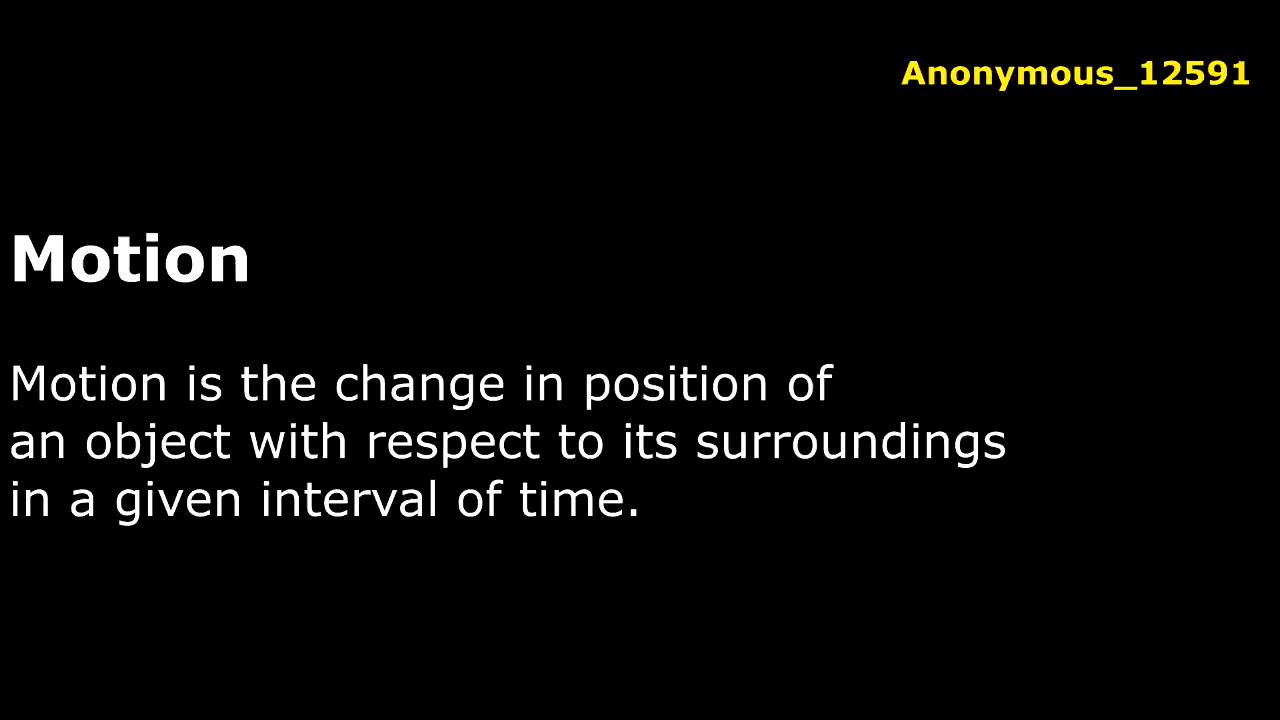 Anonymous_12591
Motion
Motion is the change in position of
an object with respect to its surroundings
in a given interval of time.